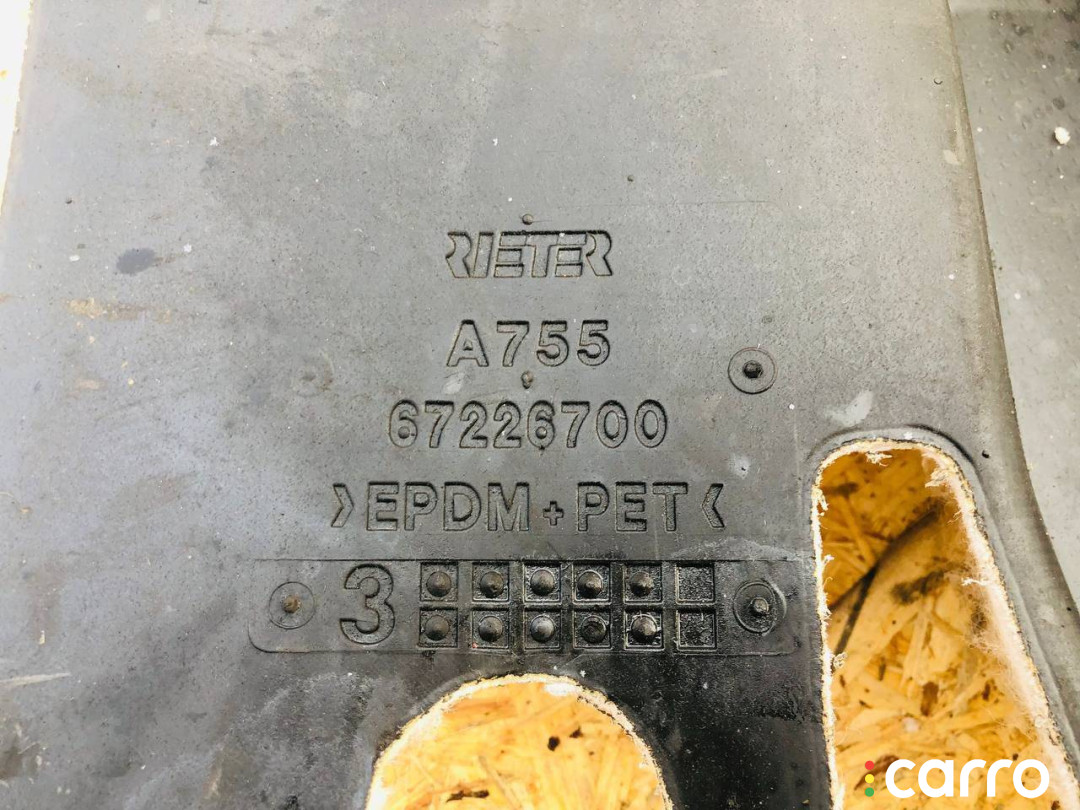 RIETER
A755
67226700
>EPDM+PET<
3
carro